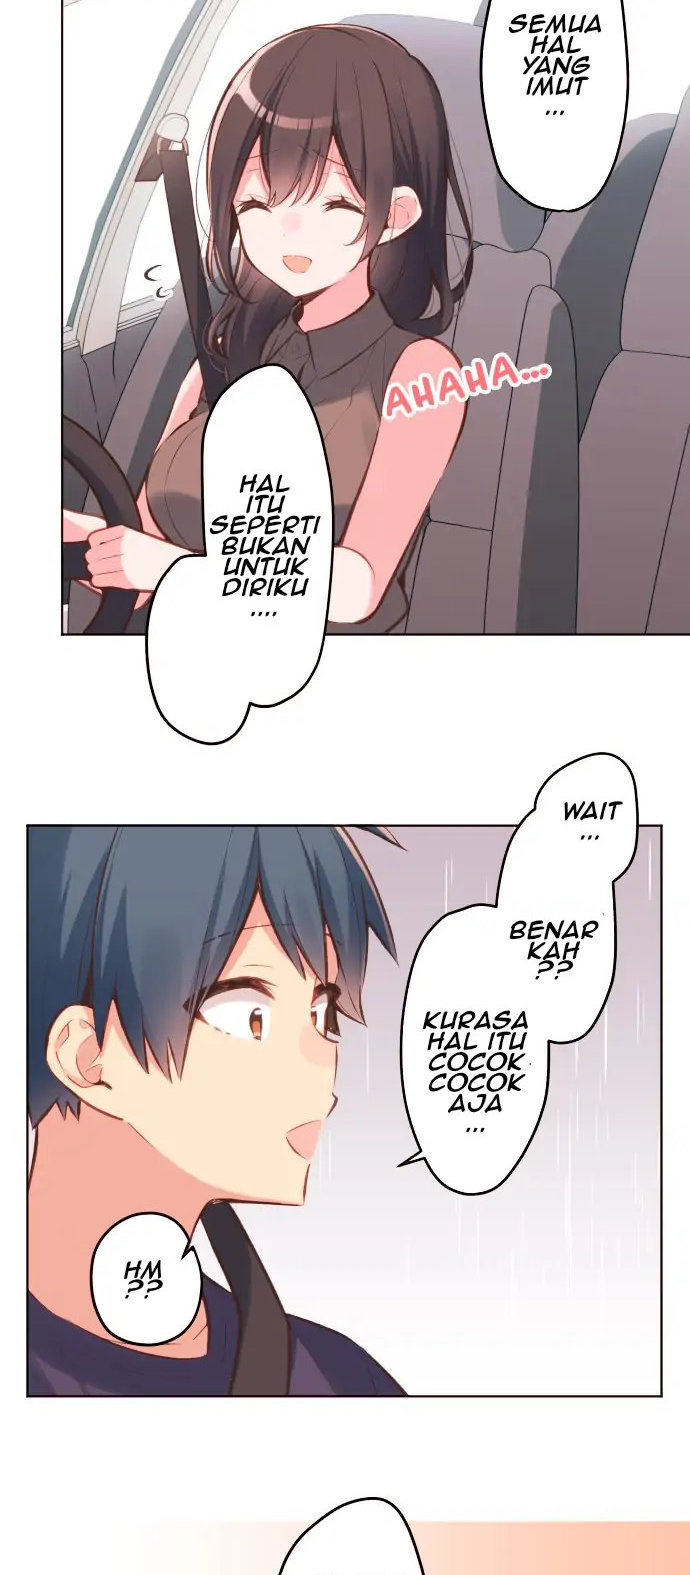 SEMUA
HAL
YANG
IMUT
...
AHAHA...
HAL
ITU
SEPERTI
BUKAN
UNTUK
DIRIKU
....
WAIT
...
BENAR
KAH
??
KURASA
HAL ITU
COCOK
COCOK
AJA
...
HM
??